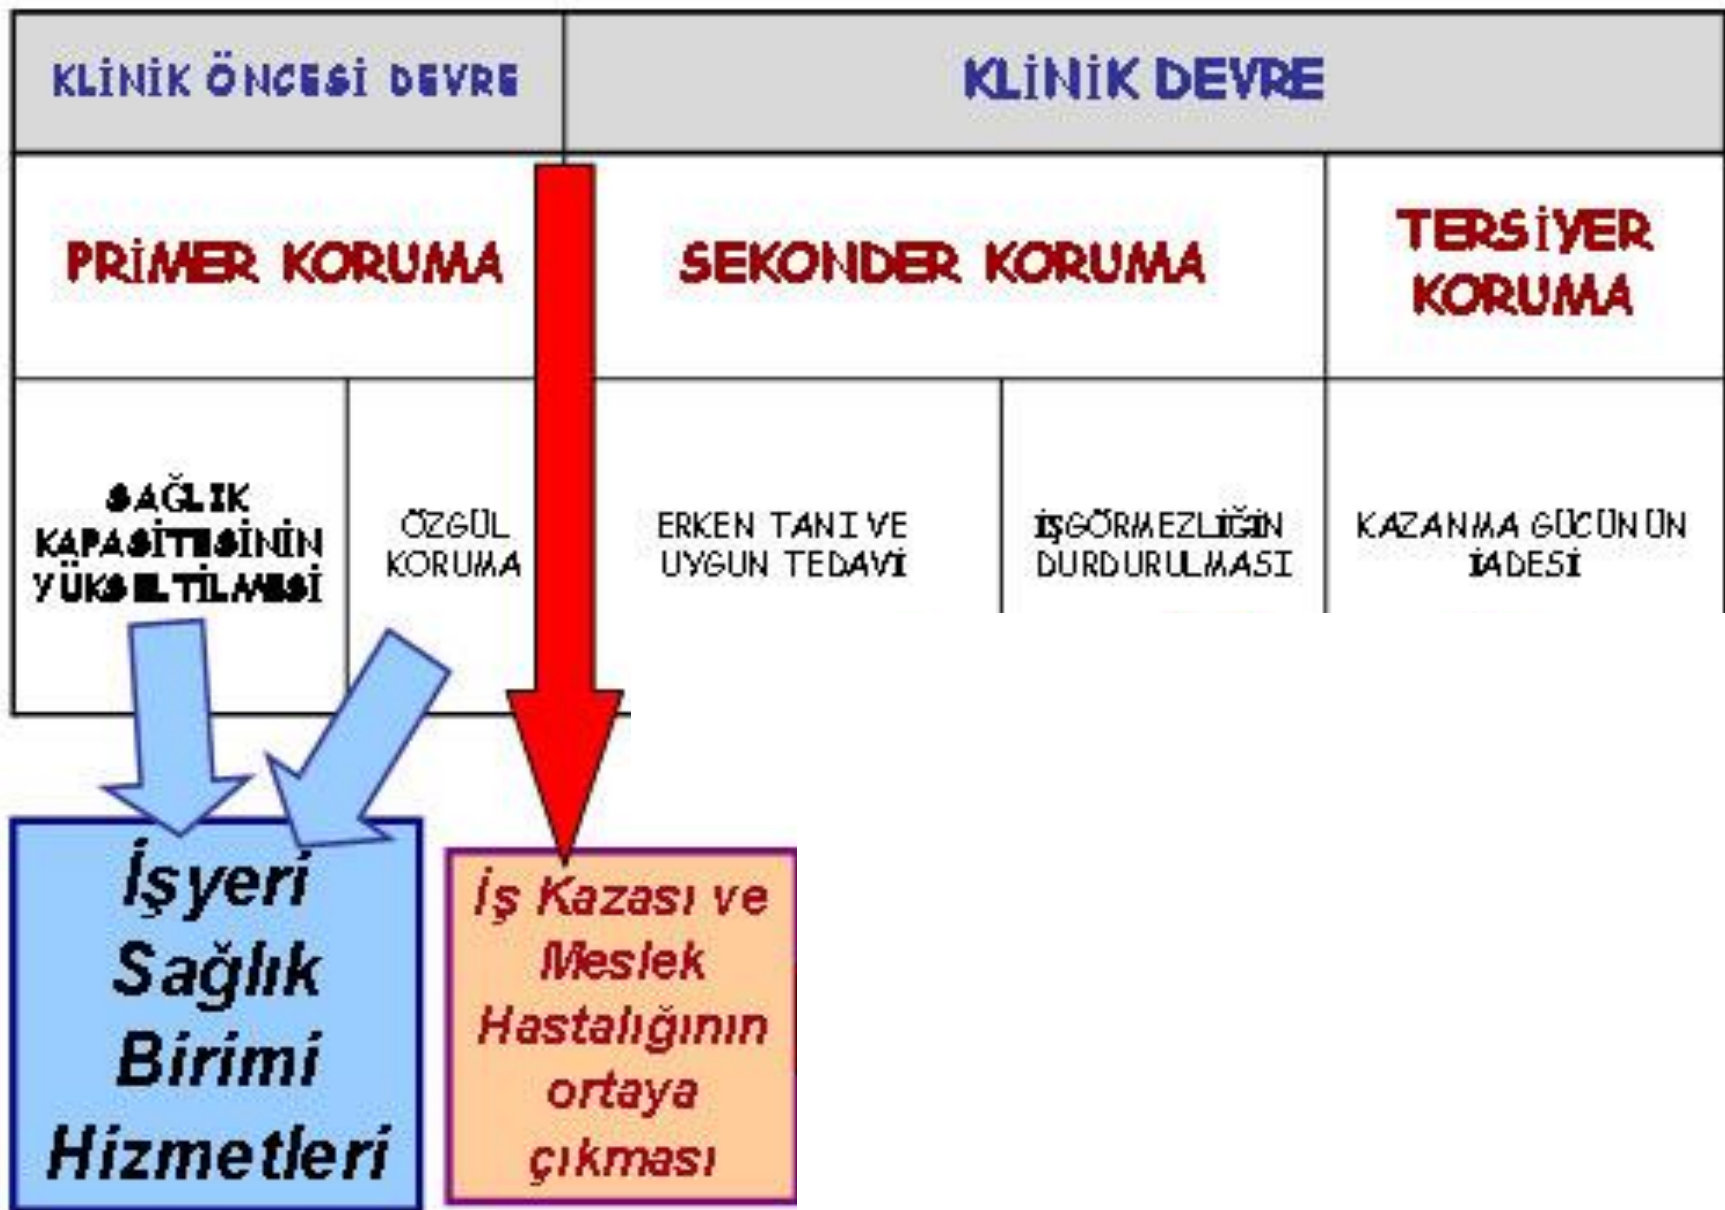 KLİNİK ÖNCESİ DEVRE
KLİNİK DEVRE
PRİMER KORUMA
SEKONDER KORUMA
TERSİYER
KORUMA
SAĞLIK
KAPASİTESİNİN
YÜKSELTİLMESİ
ÖZGÜL
KORUMA
ERKEN TANI VE
UYGUN TEDAVİ
İŞGÖRMEZLİĞİN
DURDURULMASI
KAZANMA GÜCÜNÜN
İADESİ
İşyeri
Sağlık
Birimi
Hizmetleri
İş Kazası ve
Meslek
Hastalığının
ortaya
çıkması